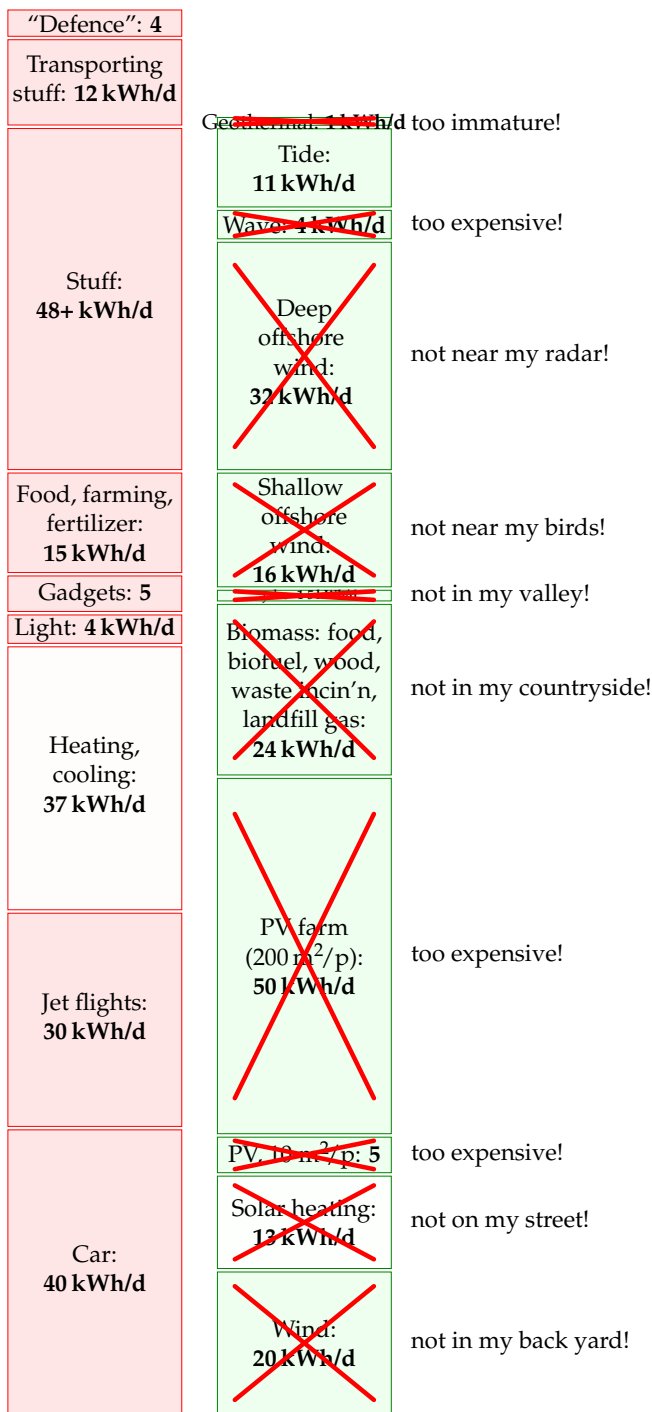 “Defence”: 4
Transporting
stuff: 12 kWh/d
Stuff:
48+ kWh/d
Food, farming,
fertilizer:
15 kWh/d
Gadgets: 5
Light: 4 kWh/d
Heating,
cooling:
37 kWh/d
Jet flights:
30 kWh/d
Car:
40 kWh/d
Geothermal: 1 kWh/d
too immature!
Tide:
11 kWh/d
Wave: 4 kWh/d
too expensive!
Deep
offshore
wind:
32 kWh/d
not near my radar!
Shallow
offshore
wind:
16 kWh/d
not near my birds!
not in my valley!
Biomass: food,
biofuel, wood,
waste incin’n,
landfill gas:
24 kWh/d
not in my countryside!
PV farm
(200 m²/p):
50 kWh/d
too expensive!
PV, 10 m²/p: 5
too expensive!
Solar heating:
13 kWh/d
not on my street!
Wind:
20 kWh/d
not in my back yard!